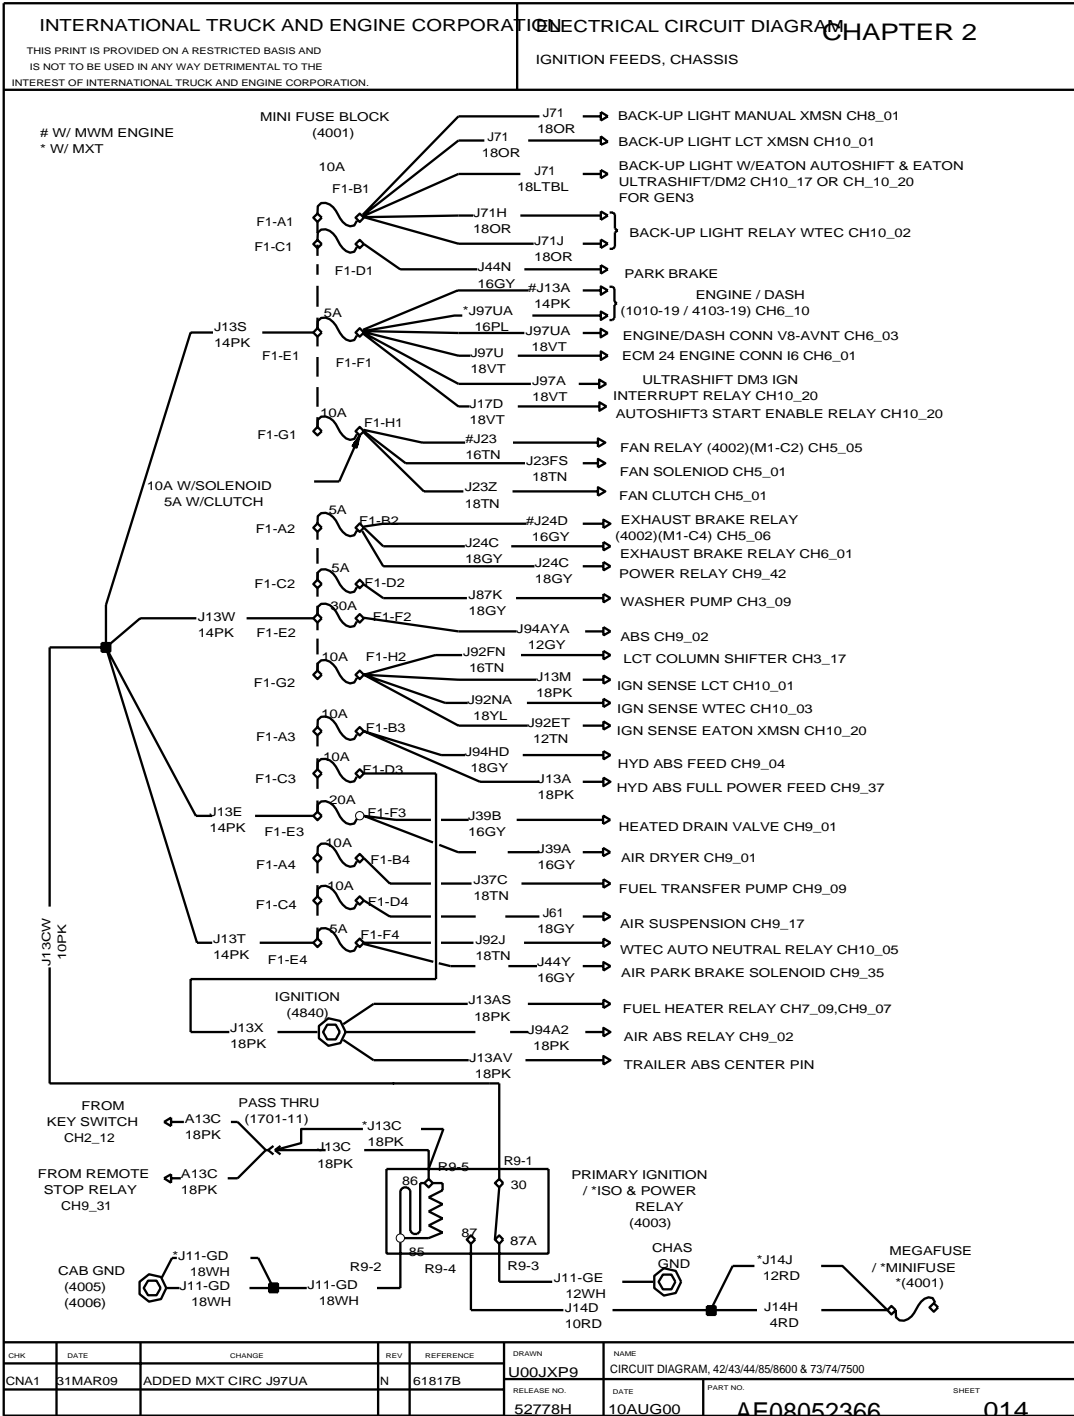 INTERNATIONAL TRUCK AND ENGINE CORPORATION
THIS PRINT IS PROVIDED ON A RESTRICTED BASIS AND
IS NOT TO BE USED IN ANY WAY DETRIMENTAL TO THE
INTEREST OF INTERNATIONAL TRUCK AND ENGINE CORPORATION.
ELECTRICAL CIRCUIT DIAGRAM
CHAPTER 2
IGNITION FEEDS, CHASSIS
# W/ MWM ENGINE
* W/ MXT
MINI FUSE BLOCK
(4001)
10A
F1-B1
F1-A1
F1-C1
F1-D1
J71
18OR
BACK-UP LIGHT MANUAL XMSN CH8_01
J71
18OR
BACK-UP LIGHT LCT XMSN CH10_01
J71
18LTBL
BACK-UP LIGHT W/EATON AUTOSHIFT & EATON
ULTRASHIFT/DM2 CH10_17 OR CH_10_20
FOR GEN3
J71H
18OR
J71J
18OR
BACK-UP LIGHT RELAY WTEC CH10_02
J44N
16GY
PARK BRAKE
J13S
14PK
5A
F1-E1
F1-F1
#J13A
14PK
*J97UA
16PL
ENGINE / DASH
(1010-19 / 4103-19) CH6_10
J97UA
18VT
ENGINE/DASH CONN V8-AVNT CH6_03
J97U
18VT
ECM 24 ENGINE CONN I6 CH6_01
J97A
18VT
ULTRASHIFT DM3 IGN
INTERRUPT RELAY CH10_20
J17D
18VT
AUTOSHIFT3 START ENABLE RELAY CH10_20
10A
F1-G1
F1-H1
10A W/SOLENOID
5A W/CLUTCH
#J23
16TN
FAN RELAY (4002)(M1-C2) CH5_05
J23FS
18TN
FAN SOLENIOD CH5_01
J23Z
18TN
FAN CLUTCH CH5_01
5A
F1-A2
F1-B2
#J24D
16GY
EXHAUST BRAKE RELAY
(4002)(M1-C4) CH5_06
J24C
18GY
EXHAUST BRAKE RELAY CH6_01
J24C
18GY
POWER RELAY CH9_42
5A
F1-C2
F1-D2
J87K
18GY
WASHER PUMP CH3_09
J13W
14PK
30A
F1-E2
F1-F2
J94AYA
12GY
ABS CH9_02
10A
F1-G2
F1-H2
J92FN
16TN
LCT COLUMN SHIFTER CH3_17
J13M
18PK
IGN SENSE LCT CH10_01
J92NA
18YL
IGN SENSE WTEC CH10_03
J92ET
12TN
IGN SENSE EATON XMSN CH10_20
10A
F1-A3
F1-B3
J94HD
18GY
HYD ABS FEED CH9_04
J13A
18PK
HYD ABS FULL POWER FEED CH9_37
10A
F1-C3
F1-D3
J13E
14PK
20A
F1-E3
F1-F3
J39B
16GY
HEATED DRAIN VALVE CH9_01
J39A
16GY
AIR DRYER CH9_01
10A
F1-A4
F1-B4
J37C
18TN
FUEL TRANSFER PUMP CH9_09
10A
F1-C4
F1-D4
J61
18GY
AIR SUSPENSION CH9_17
J13T
14PK
5A
F1-E4
F1-F4
J92J
18TN
WTEC AUTO NEUTRAL RELAY CH10_05
J44Y
16GY
AIR PARK BRAKE SOLENOID CH9_35
J13CW
10PK
IGNITION
(4840)
J13X
18PK
J13AS
18PK
FUEL HEATER RELAY CH7_09,CH9_07
J94A2
18PK
AIR ABS RELAY CH9_02
J13AV
18PK
TRAILER ABS CENTER PIN
FROM
KEY SWITCH
CH2_12
A13C
18PK
PASS THRU
(1701-11)
*J13C
18PK
J13C
18PK
FROM REMOTE
STOP RELAY
CH9_31
A13C
18PK
R9-5
R9-1
86
30
87
87A
85
R9-2
R9-4
R9-3
PRIMARY IGNITION
/ *ISO & POWER
RELAY
(4003)
CAB GND
(4005)
(4006)
*J11-GD
18WH
J11-GD
18WH
J11-GD
18WH
CHAS
GND
J11-GE
12WH
J14D
10RD
*J14J
12RD
J14H
4RD
MEGAFUSE
/ *MINIFUSE
*(4001)
CHK DATE CHANGE REV REFERENCE
CNA1 31MAR09 ADDED MXT CIRC J97UA N 61817B
DRAWN
U00JXP9
NAME
CIRCUIT DIAGRAM, 42/43/44/85/8600 & 73/74/7500
RELEASE NO.
52778H
DATE
10AUG00
PART NO.
AE08052366
SHEET
014